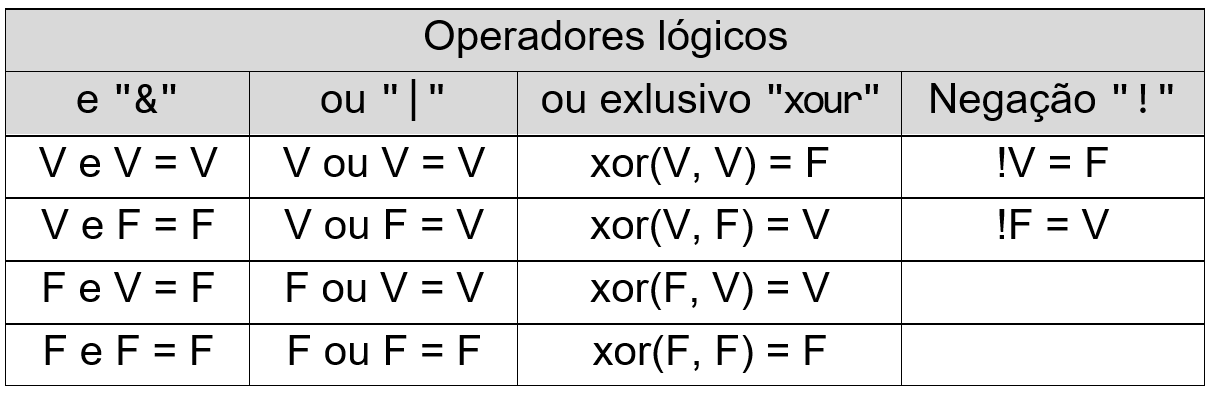 Operadores lógicos
e "&" ou "|" ou exlusivo "xour" Negação "!"
V e V = V V ou V = V xor(V, V) = F !V = F
V e F = F V ou F = V xor(V, F) = V !F = V
F e V = F F ou V = V xor(F, V) = V
F e F = F F ou F = F xor(F, F) = F